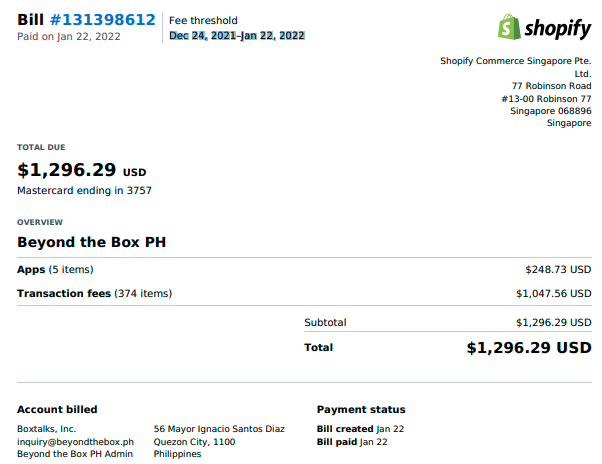 Bill #131398612
Paid on Jan 22, 2022
Fee threshold
Dec 24, 2021–Jan 22, 2022
shopify
Shopify Commerce Singapore Pte.
Ltd.
77 Robinson Road
#13-00 Robinson 77
Singapore 068896
Singapore
TOTAL DUE
$1,296.29 USD
Mastercard ending in 3757
OVERVIEW
Beyond the Box PH
Apps (5 items) $248.73 USD
Transaction fees (374 items) $1,047.56 USD
Subtotal $1,296.29 USD
Total $1,296.29 USD
Account billed
Boxtalks, Inc.
inquiry@beyondthebox.ph
Beyond the Box PH Admin
56 Mayor Ignacio Santos Diaz
Quezon City, 1100
Philippines
Payment status
Bill created Jan 22
Bill paid Jan 22